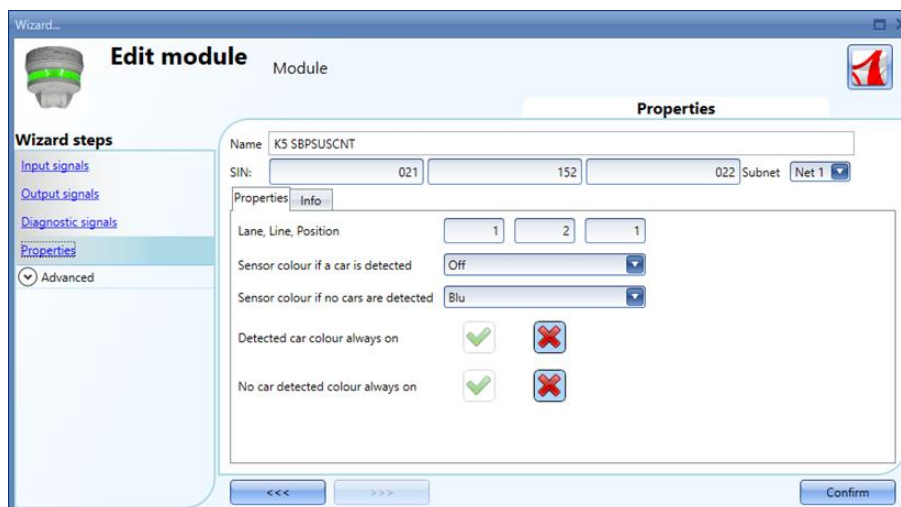 Wizard...
Edit module
Module
Properties
Wizard steps
Input signals
Output signals
Diagnostic signals
Properties
Advanced
Name K5 SBPSUSCNT
SIN: 021 152 022 Subnet Net 1
Properties Info
Lane, Line, Position 1 2 1
Sensor colour if a car is detected Off
Sensor colour if no cars are detected Blu
Detected car colour always on
No car detected colour always on
<<< >>> Confirm